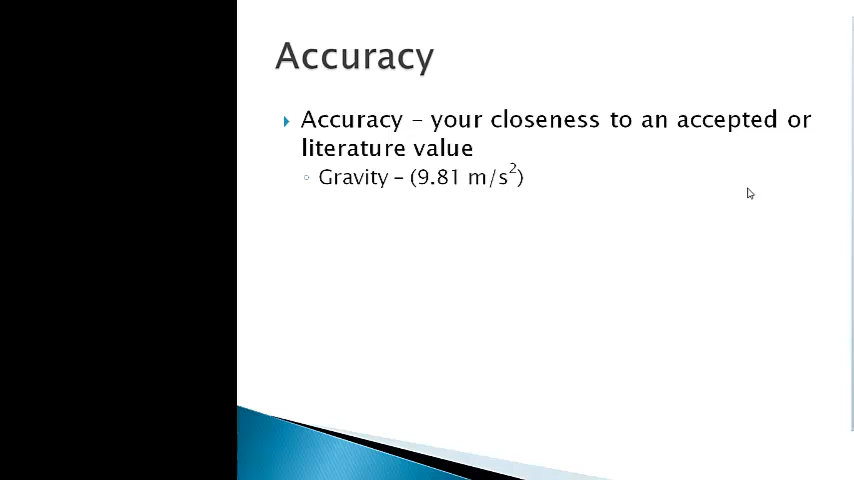 Accuracy
Accuracy – your closeness to an accepted or
literature value
Gravity – (9.81 m/s²)